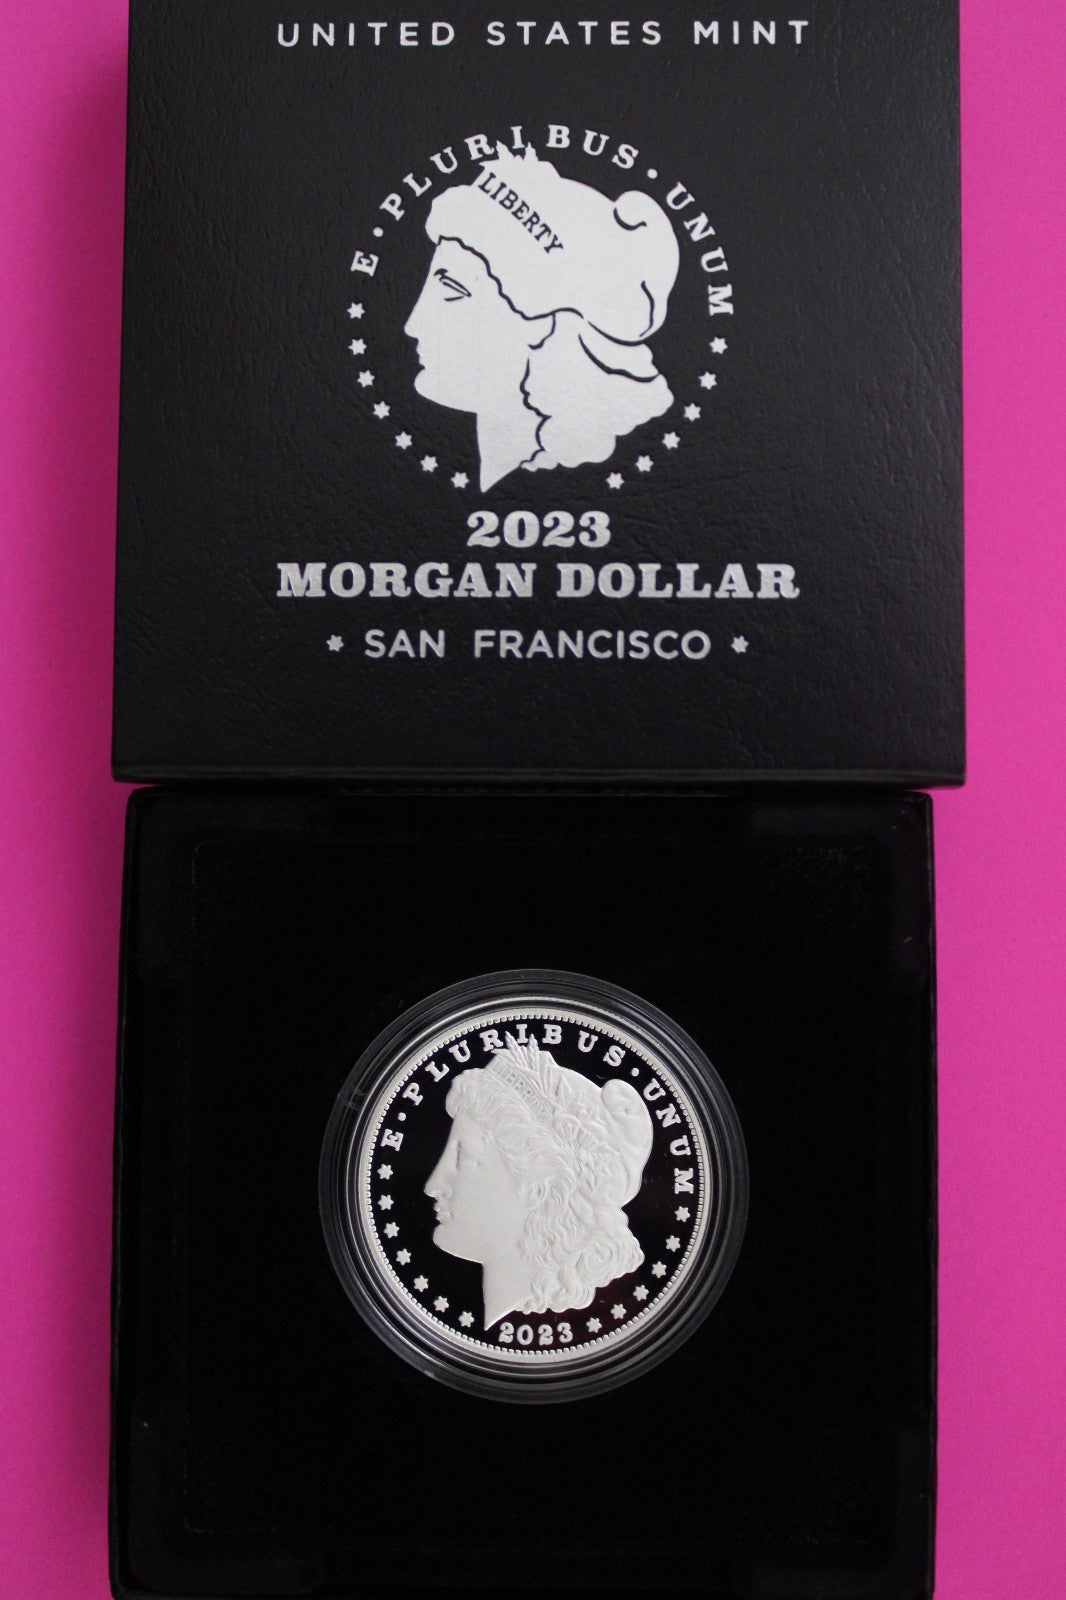 UNITED STATES MINT
E · PLURIBUS · UNUM
LIBERTY
2023
MORGAN DOLLAR
* SAN FRANCISCO *
E · PLURIBUS · UNUM
LIBERTY
2023